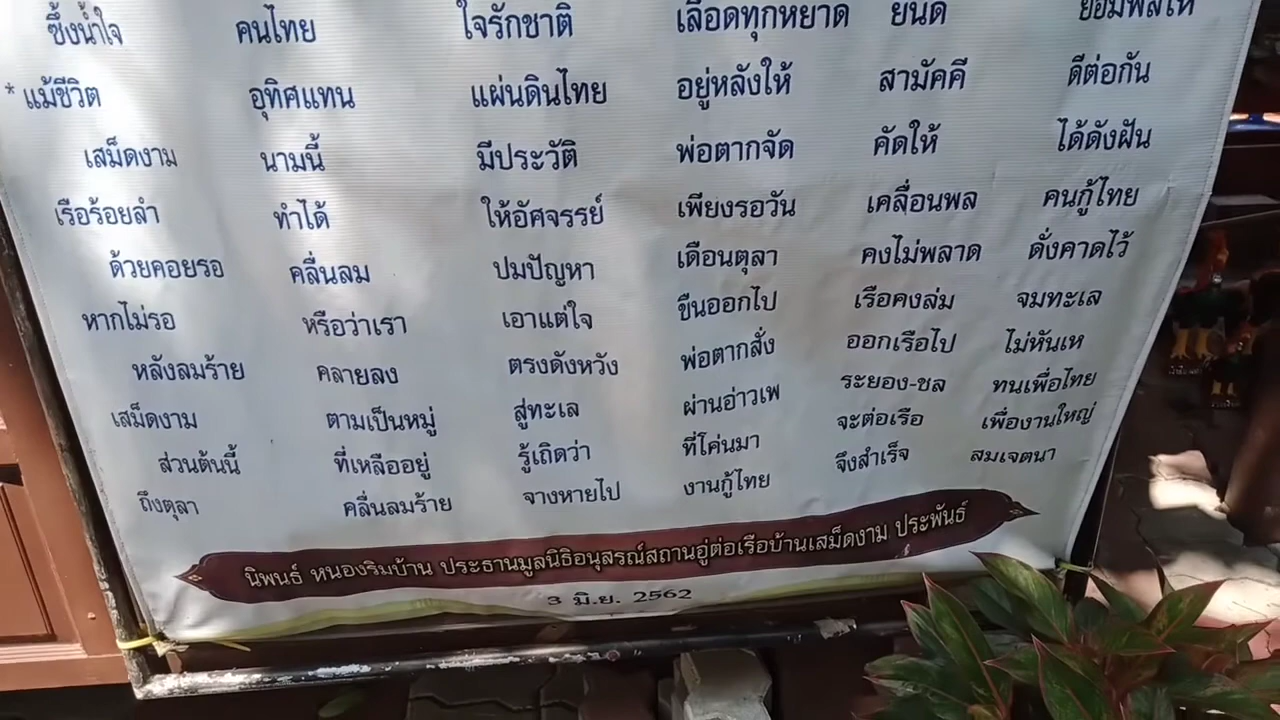 ซึ้งน้ำใจ คนไทย ใจรักชาติ เลือดทุกหยาด ยินดี ยอมพลีให้
* แม้ชีวิต อุทิศแทน แผ่นดินไทย อยู่หลังให้ สามัคคี ดีต่อกัน
เสม็ดงาม นามนี้ มีประวัติ พ่อตากจัด คัดให้ ได้ดังฝัน
เรือร้อยลำ ทำได้ ให้อัศจรรย์ เพียงรอวัน เคลื่อนพล คนกู้ไทย
ด้วยคอยรอ คลื่นลม ปมปัญหา เดือนตุลา คงไม่พลาด ดั่งคาดไว้
หากไม่รอ หรือว่าเรา เอาแต่ใจ ขืนออกไป เรือคงล่ม จมทะเล
หลังลมร้าย คลายลง ตรงดังหวัง พ่อตากสั่ง ออกเรือไป ไม่หันเห
เสม็ดงาม ตามเป็นหมู่ สู่ทะเล ผ่านอ่าวเพ ระยอง-ชล ทนเพื่อไทย
ส่วนต้นนี้ ที่เหลืออยู่ รู้เถิดว่า ที่โค่นมา จะต่อเรือ เพื่องานใหญ่
ถึงตุลา คลื่นลมร้าย จางหายไป งานกู้ไทย จึงสำเร็จ สมเจตนา
นิพนธ์ หนองริมบ้าน ประธานมูลนิธิอนุสรณ์สถานอู่ต่อเรือบ้านเสม็ดงาม ประพันธ์
3 มิ.ย. 2562